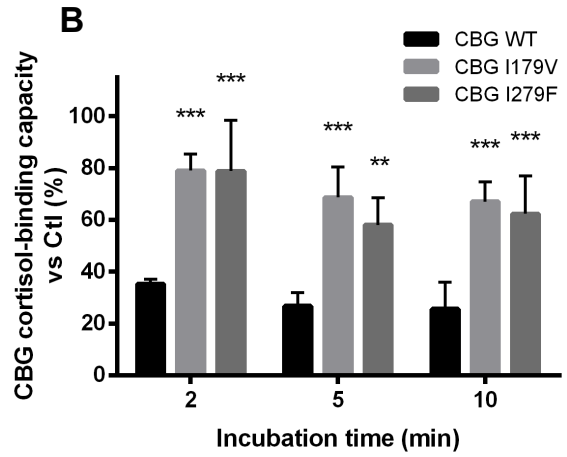 B
CBG WT
CBG I179V
CBG I279F
CBG cortisol-binding capacity
vs Ctl (%)
100
80
60
40
20
0
***
***
***
**
***
***
2
5
10
Incubation time (min)